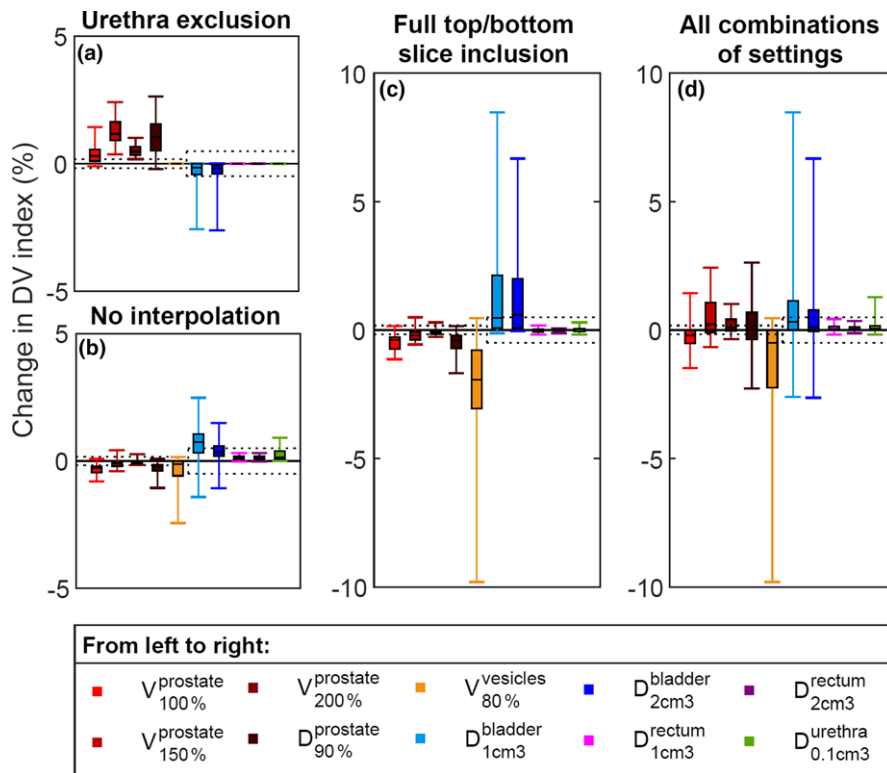 Urethra exclusion
Full top/bottom
slice inclusion
All combinations
of settings
Change in DV index (%)
(a)
5
0
-5
No interpolation
(b)
5
0
-5
(c)
10
5
0
-5
-10
(d)
10
5
0
-5
-10
From left to right:
V prostate 100%
V prostate 200%
V vesicles 80%
D bladder 2cm3
D rectum 2cm3
V prostate 150%
D prostate 90%
D bladder 1cm3
D rectum 1cm3
D urethra 0.1cm3